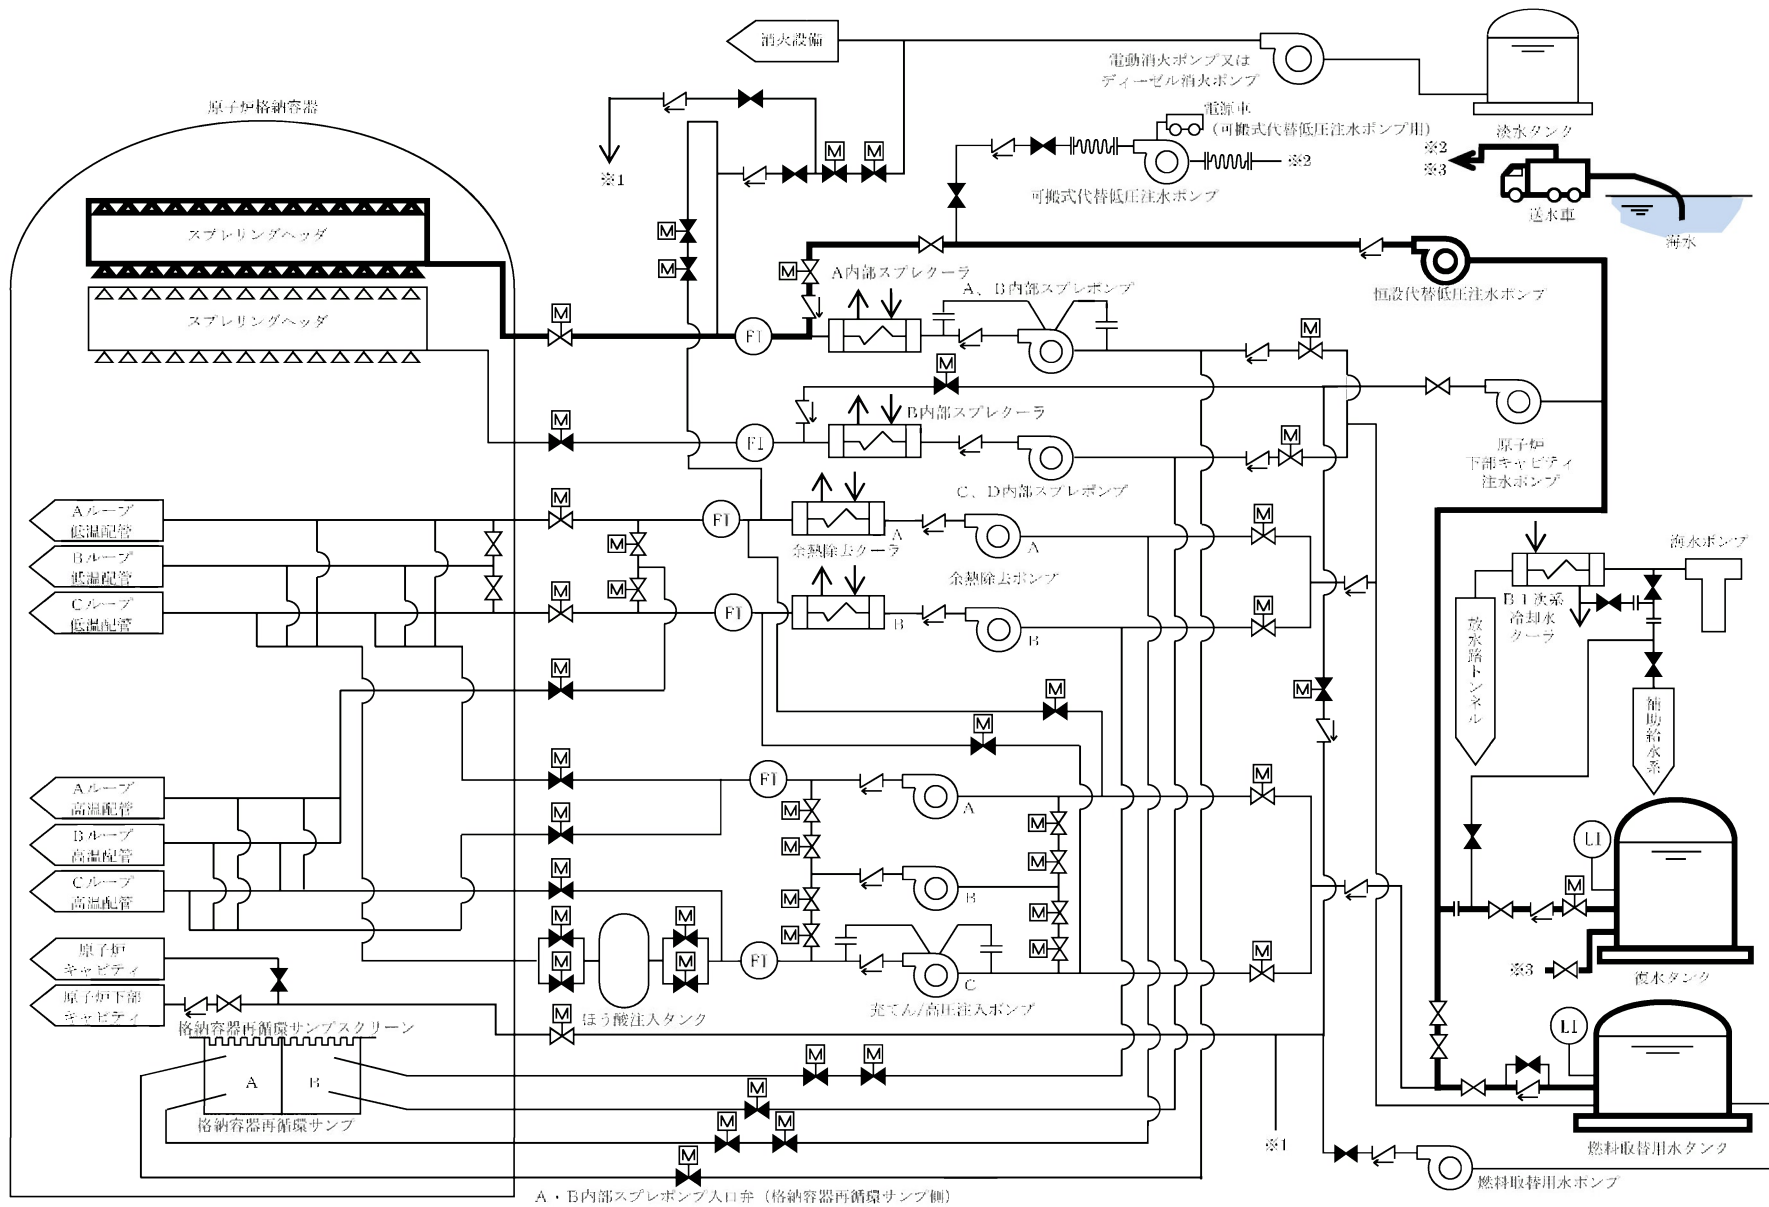 消火設備
電動消火ポンプ又は
ディーゼル消火ポンプ
淡水タンク
原子炉格納容器
電源車
（可搬式代替低圧注水ポンプ用）
※1
※2
可搬式代替低圧注水ポンプ
※2
※3
送水車
海水
スプレリングヘッダ
スプレリングヘッダ
M
M
M
M
M
M
A内部スプレクーラ
A、B内部スプレポンプ
恒設代替低圧注水ポンプ
FI
M
M
B内部スプレクーラ
M
FI
M
C、D内部スプレポンプ
原子炉
下部キャビティ
注水ポンプ
Aループ
低温配管
Bループ
低温配管
Cループ
低温配管
M
M
M
M
FI
A
余熱除去クーラ
A
余熱除去ポンプ
M
FI
B
B
M
海水ポンプ
B1次系
冷却水
クーラ
放水路トンネル
補助給水系
M
M
M
M
Aループ
高温配管
Bループ
高温配管
Cループ
高温配管
M
M
M
FI
A
M
M
M
M
M
B
M
M
M
M
M
LI
M
M
M
M
M
FI
C
充てん/高圧注入ポンプ
M
ほう酸注入タンク
※3
復水タンク
原子炉
キャビティ
原子炉下部
キャビティ
格納容器再循環サンプスクリーン
M
A
B
格納容器再循環サンプ
M
M
M
M
M
M
LI
※1
燃料取替用水タンク
燃料取替用水ポンプ
A・B内部スプレポンプ入口弁（格納容器再循環サンプ側）